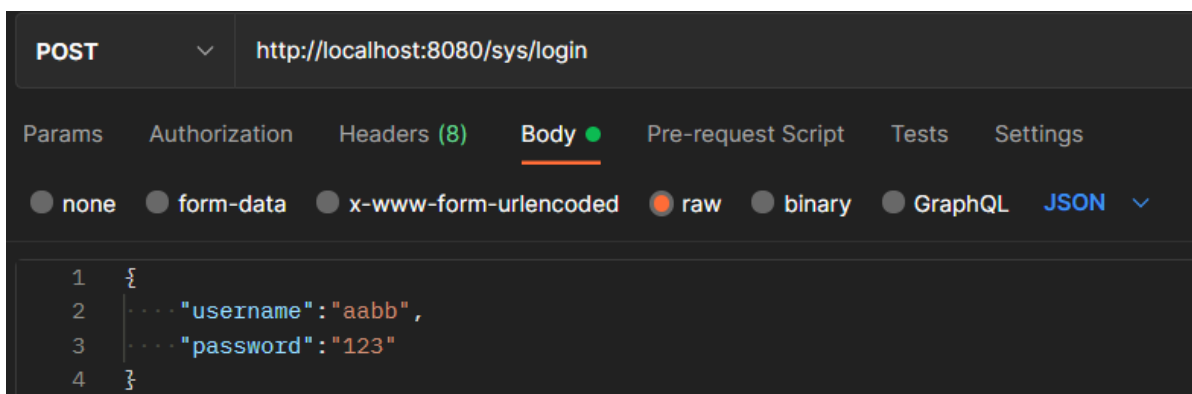 POST http://localhost:8080/sys/login
Params Authorization Headers (8) Body Pre-request Script Tests Settings
none form-data x-www-form-urlencoded raw binary GraphQL JSON
1 {
2 ····"username":"aabb",
3 ····"password":"123"
4 }